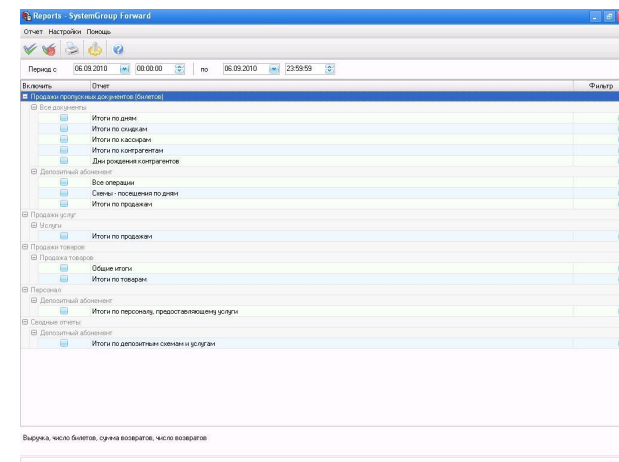 Reports - SystemGroup Forward
Отчет Настройки Помощь
Период с 06.09.2010 00:00:00 по 06.09.2010 23:59:59
Включить Отчет Фильтр
Продажи пропускных документов (билетов)
Все документы
Итоги по дням
Итоги по скидкам
Итоги по кассирам
Итоги по контрагентам
Дни рождения контрагентов
Депозитный абонемент
Все операции
Схемы - посещения по дням
Итоги по продажам
Продажи услуг
Услуги
Итоги по продажам
Продажи товаров
Продажа товаров
Общие итоги
Итоги по товарам
Персонал
Депозитный абонемент
Итоги по персоналу, предоставляющему услуги
Сводные отчеты
Депозитный абонемент
Итоги по депозитным схемам и услугам
Выручка, число билетов, сумма возвратов, число возвратов